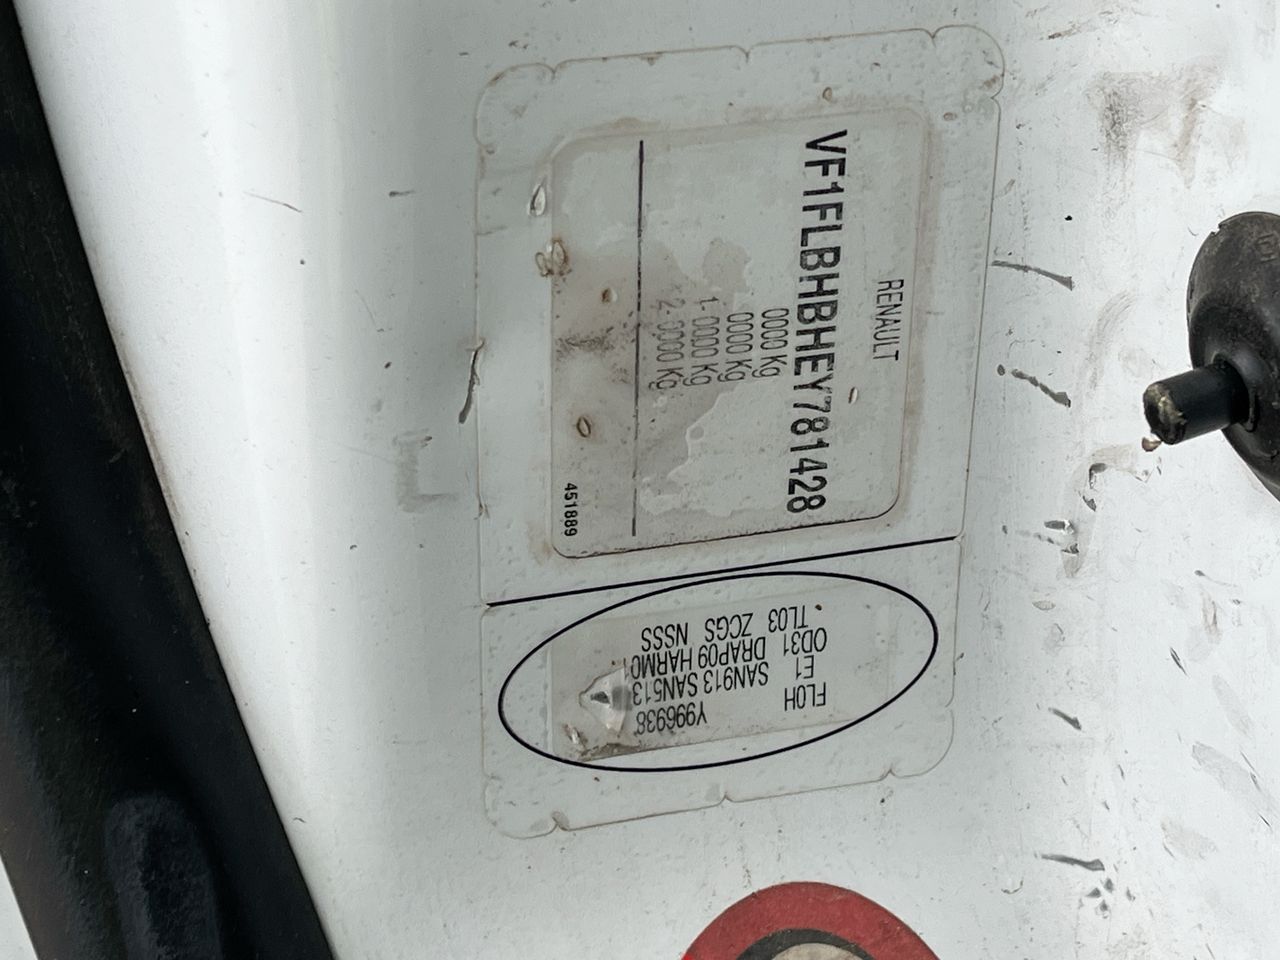 RENAULT
VF1FLBHBHEY781428
0000 Kg
0000 Kg
1- 0000 Kg
2- 0000 Kg
451889
TL03 ZCGS NSSS
OD31 DRAP09 HARM01
E1 SAN913 SAN513
FL0H Y996938